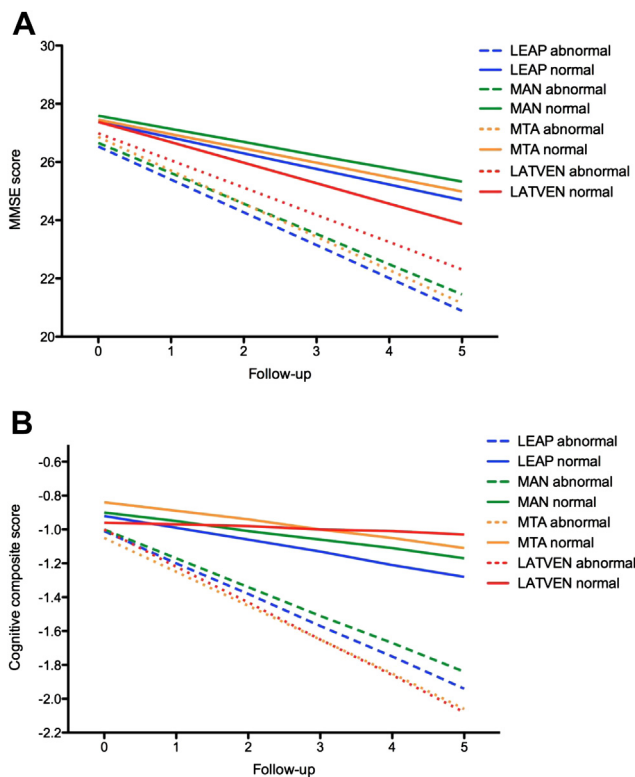 A
30
28
26
24
22
20
MMSE score
0 1 2 3 4 5
Follow-up
LEAP abnormal
LEAP normal
MAN abnormal
MAN normal
MTA abnormal
MTA normal
LATVEN abnormal
LATVEN normal
B
-0.6
-0.8
-1.0
-1.2
-1.4
-1.6
-1.8
-2.0
-2.2
Cognitive composite score
0 1 2 3 4 5
Follow-up
LEAP abnormal
LEAP normal
MAN abnormal
MAN normal
MTA abnormal
MTA normal
LATVEN abnormal
LATVEN normal